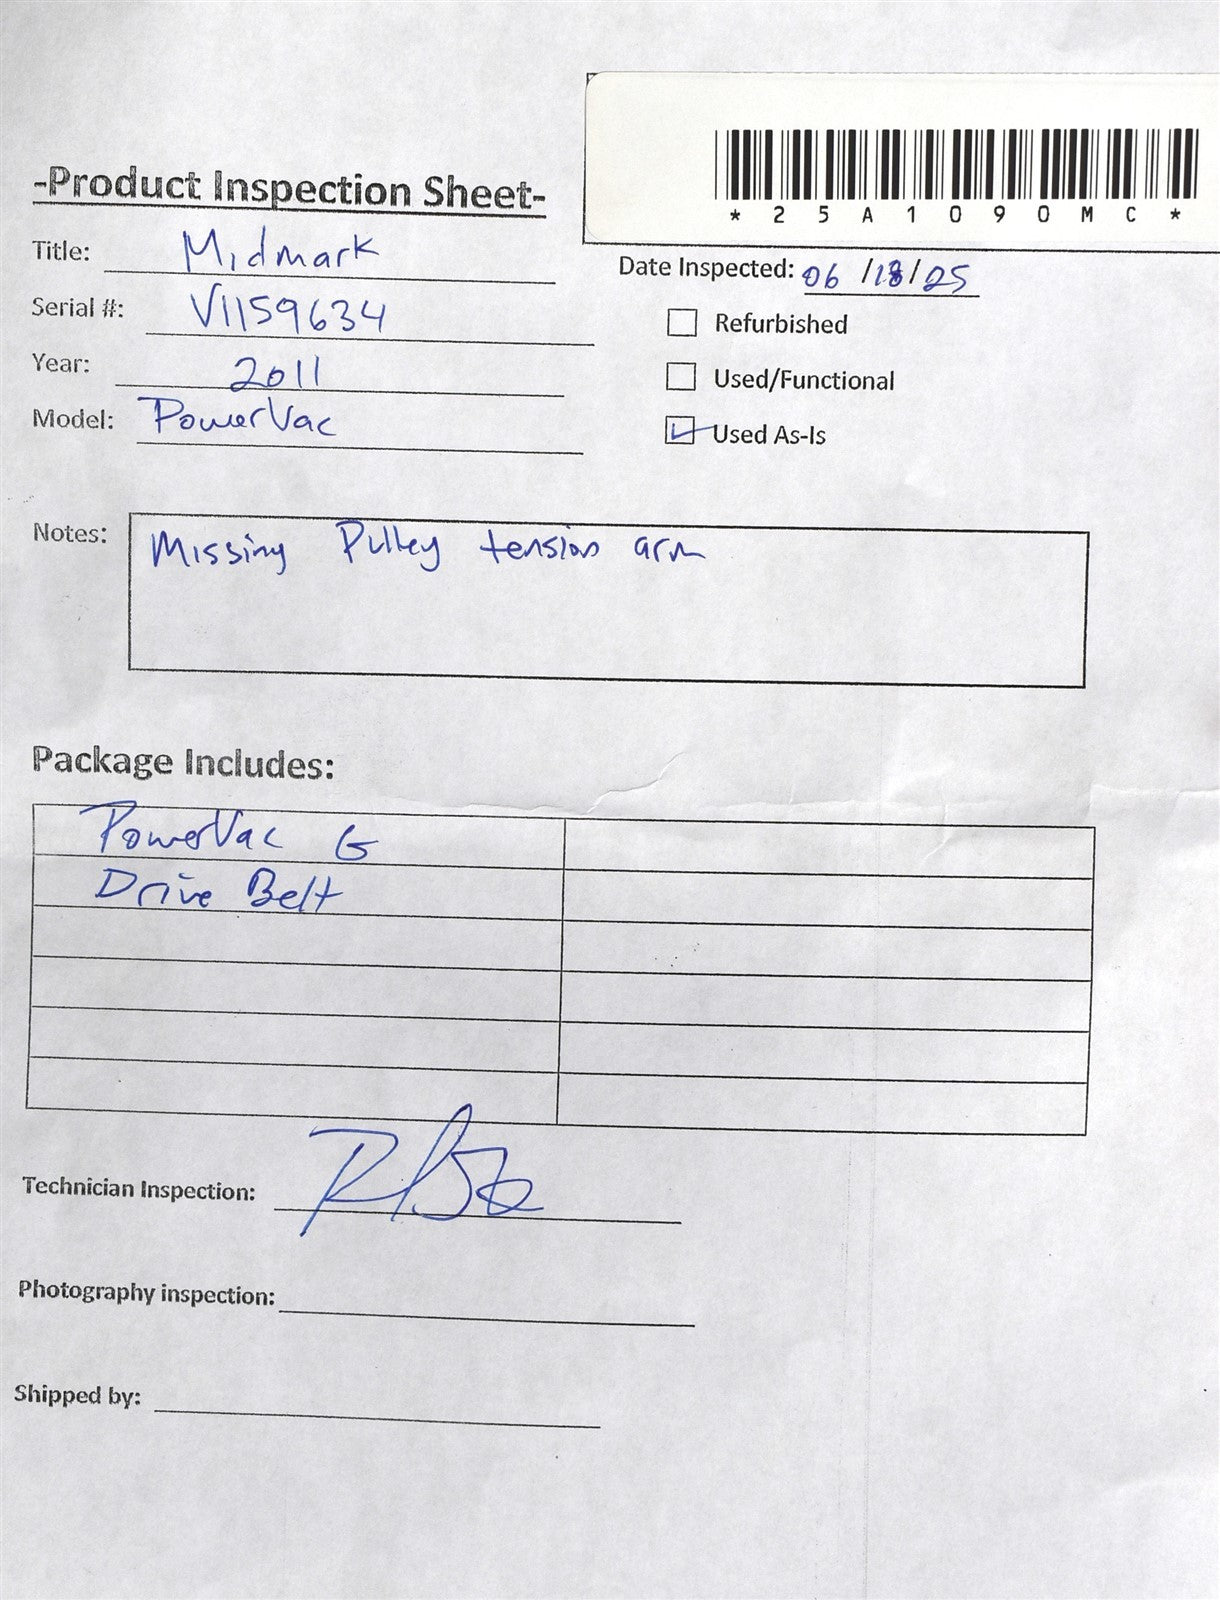 * 2 5 A 1 0 9 0 M C *
-Product Inspection Sheet-
Title: Midmark
Date Inspected: 06/18/25
Serial #: V1159634
Refurbished
Year: 2011
Used/Functional
Model: PowerVac
Used As-Is
Notes: Missing Pulley tension arm
Package Includes:
PowerVac G
Drive Belt
Technician Inspection:
Photography inspection:
Shipped by: